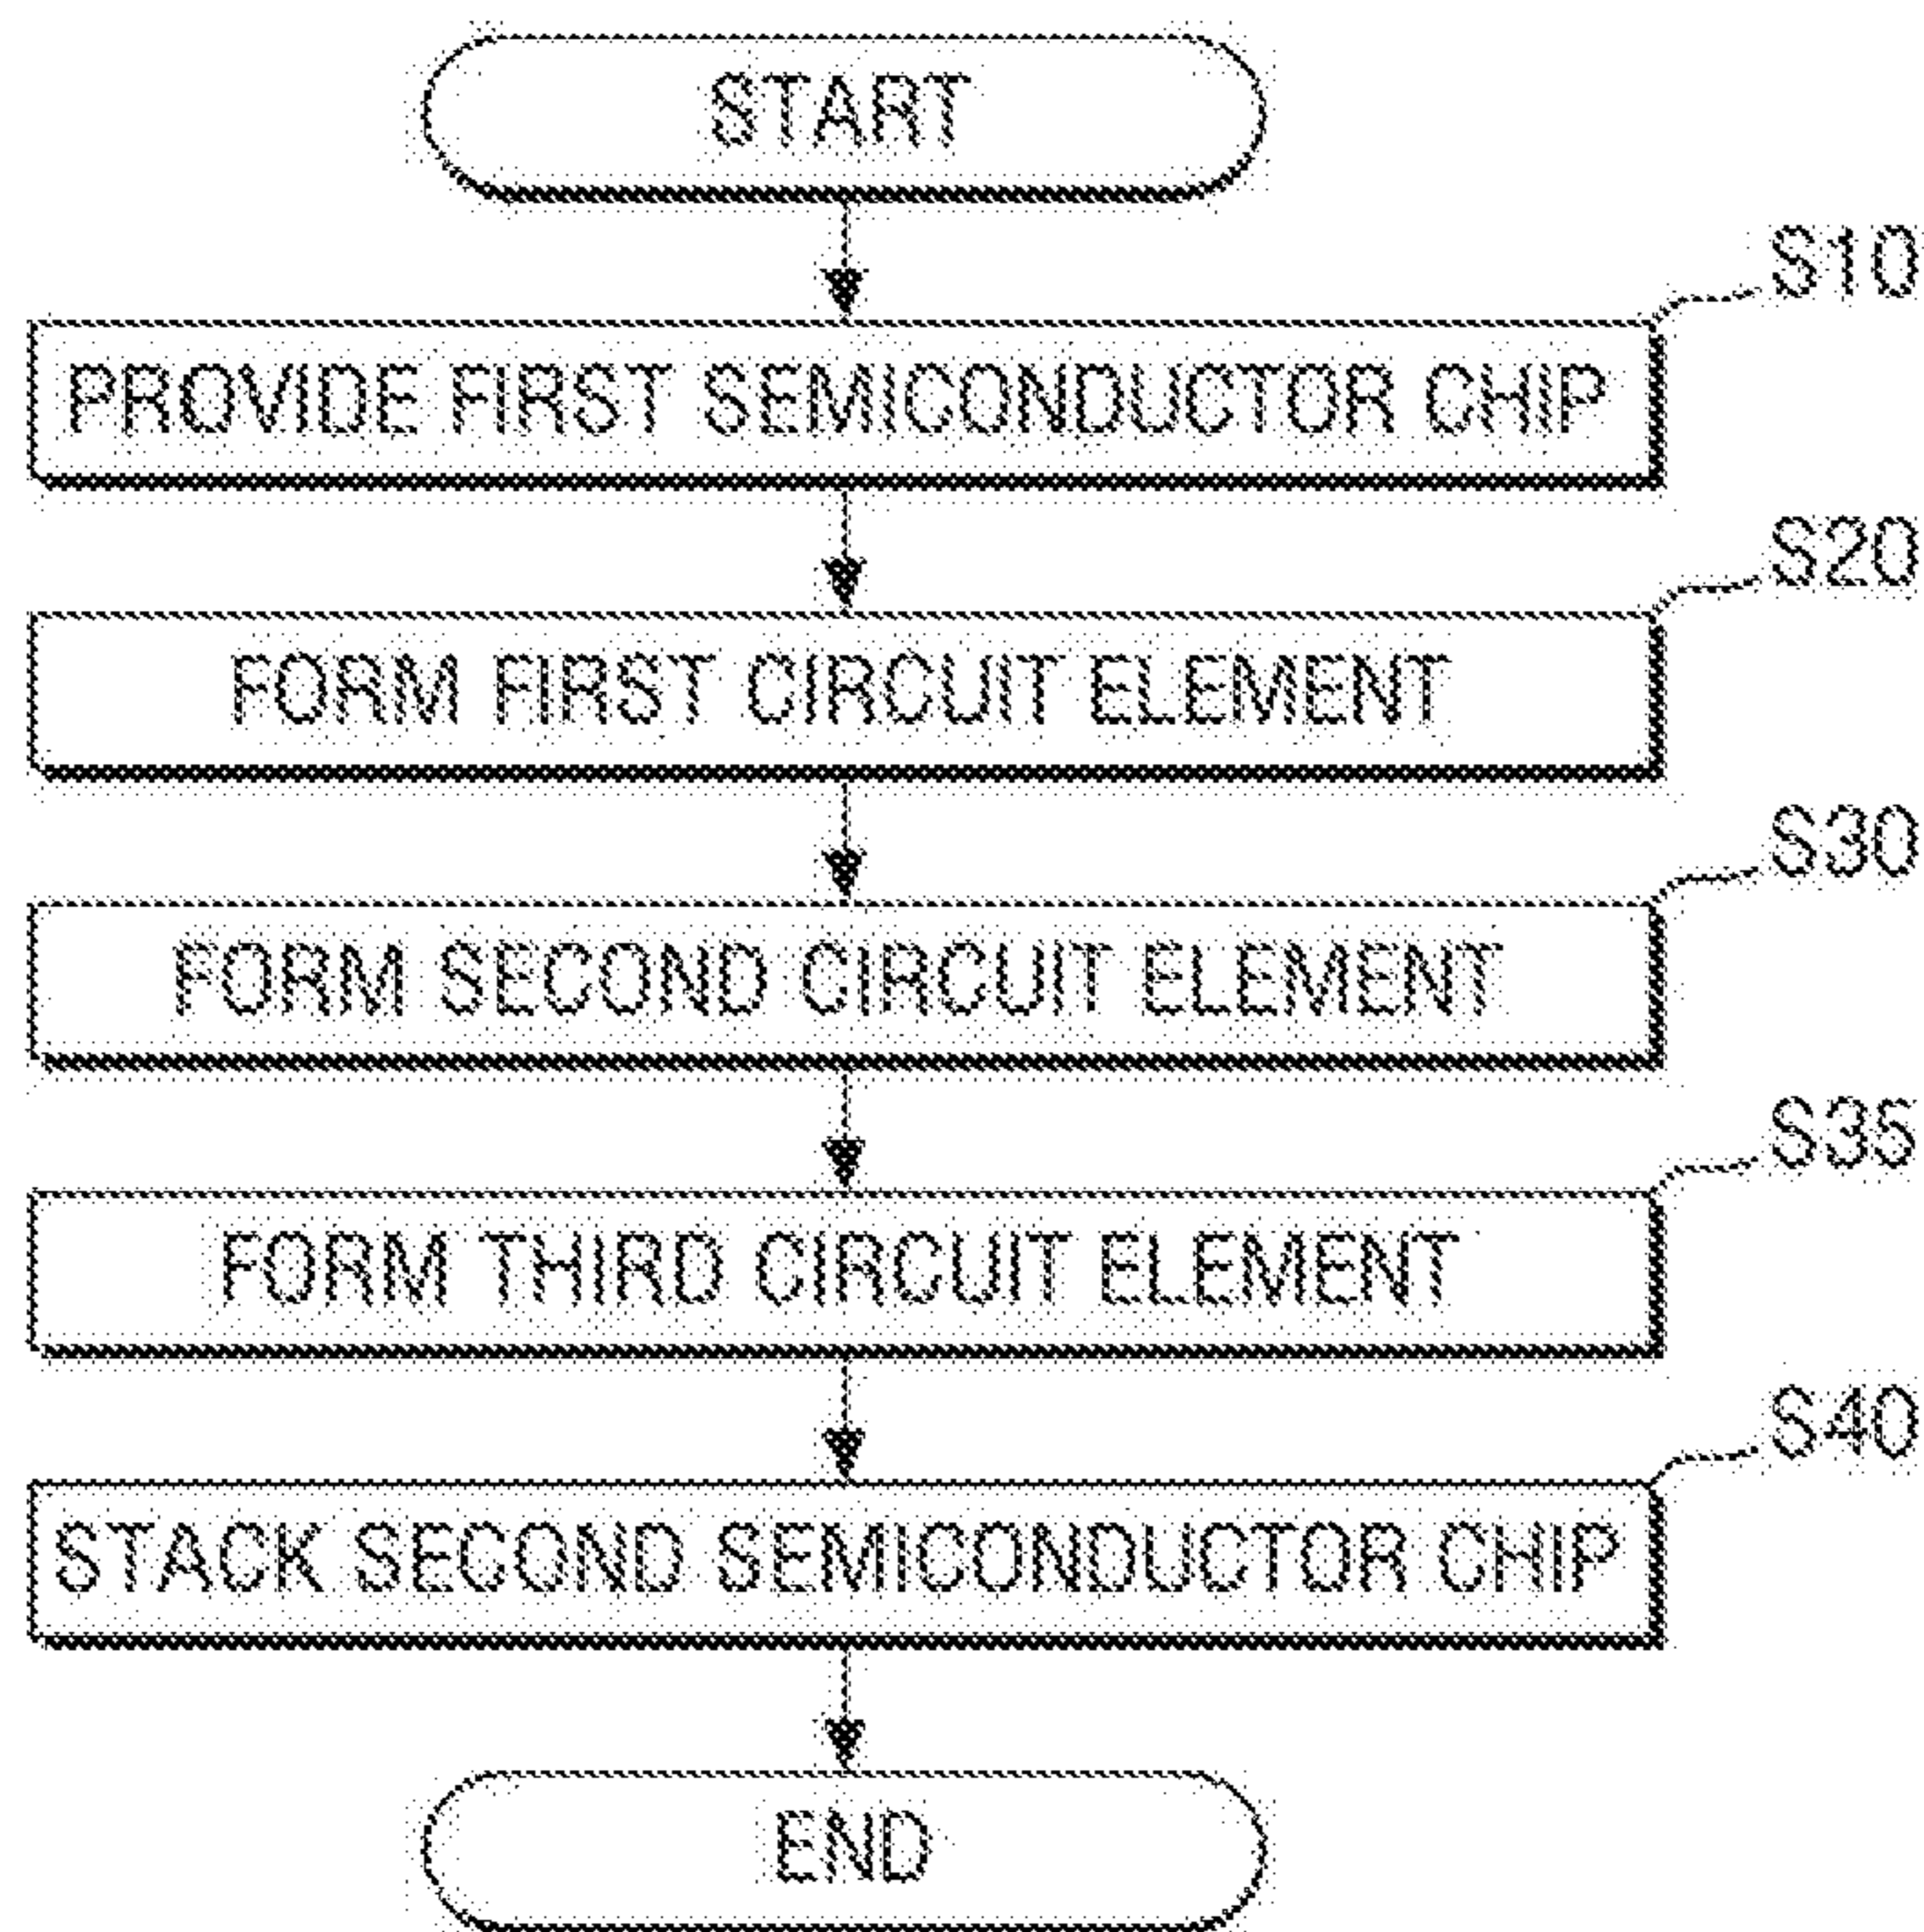 START
S10
PROVIDE FIRST SEMICONDUCTOR CHIP
S20
FORM FIRST CIRCUIT ELEMENT
S30
FORM SECOND CIRCUIT ELEMENT
S35
FORM THIRD CIRCUIT ELEMENT
S40
STACK SECOND SEMICONDUCTOR CHIP
END